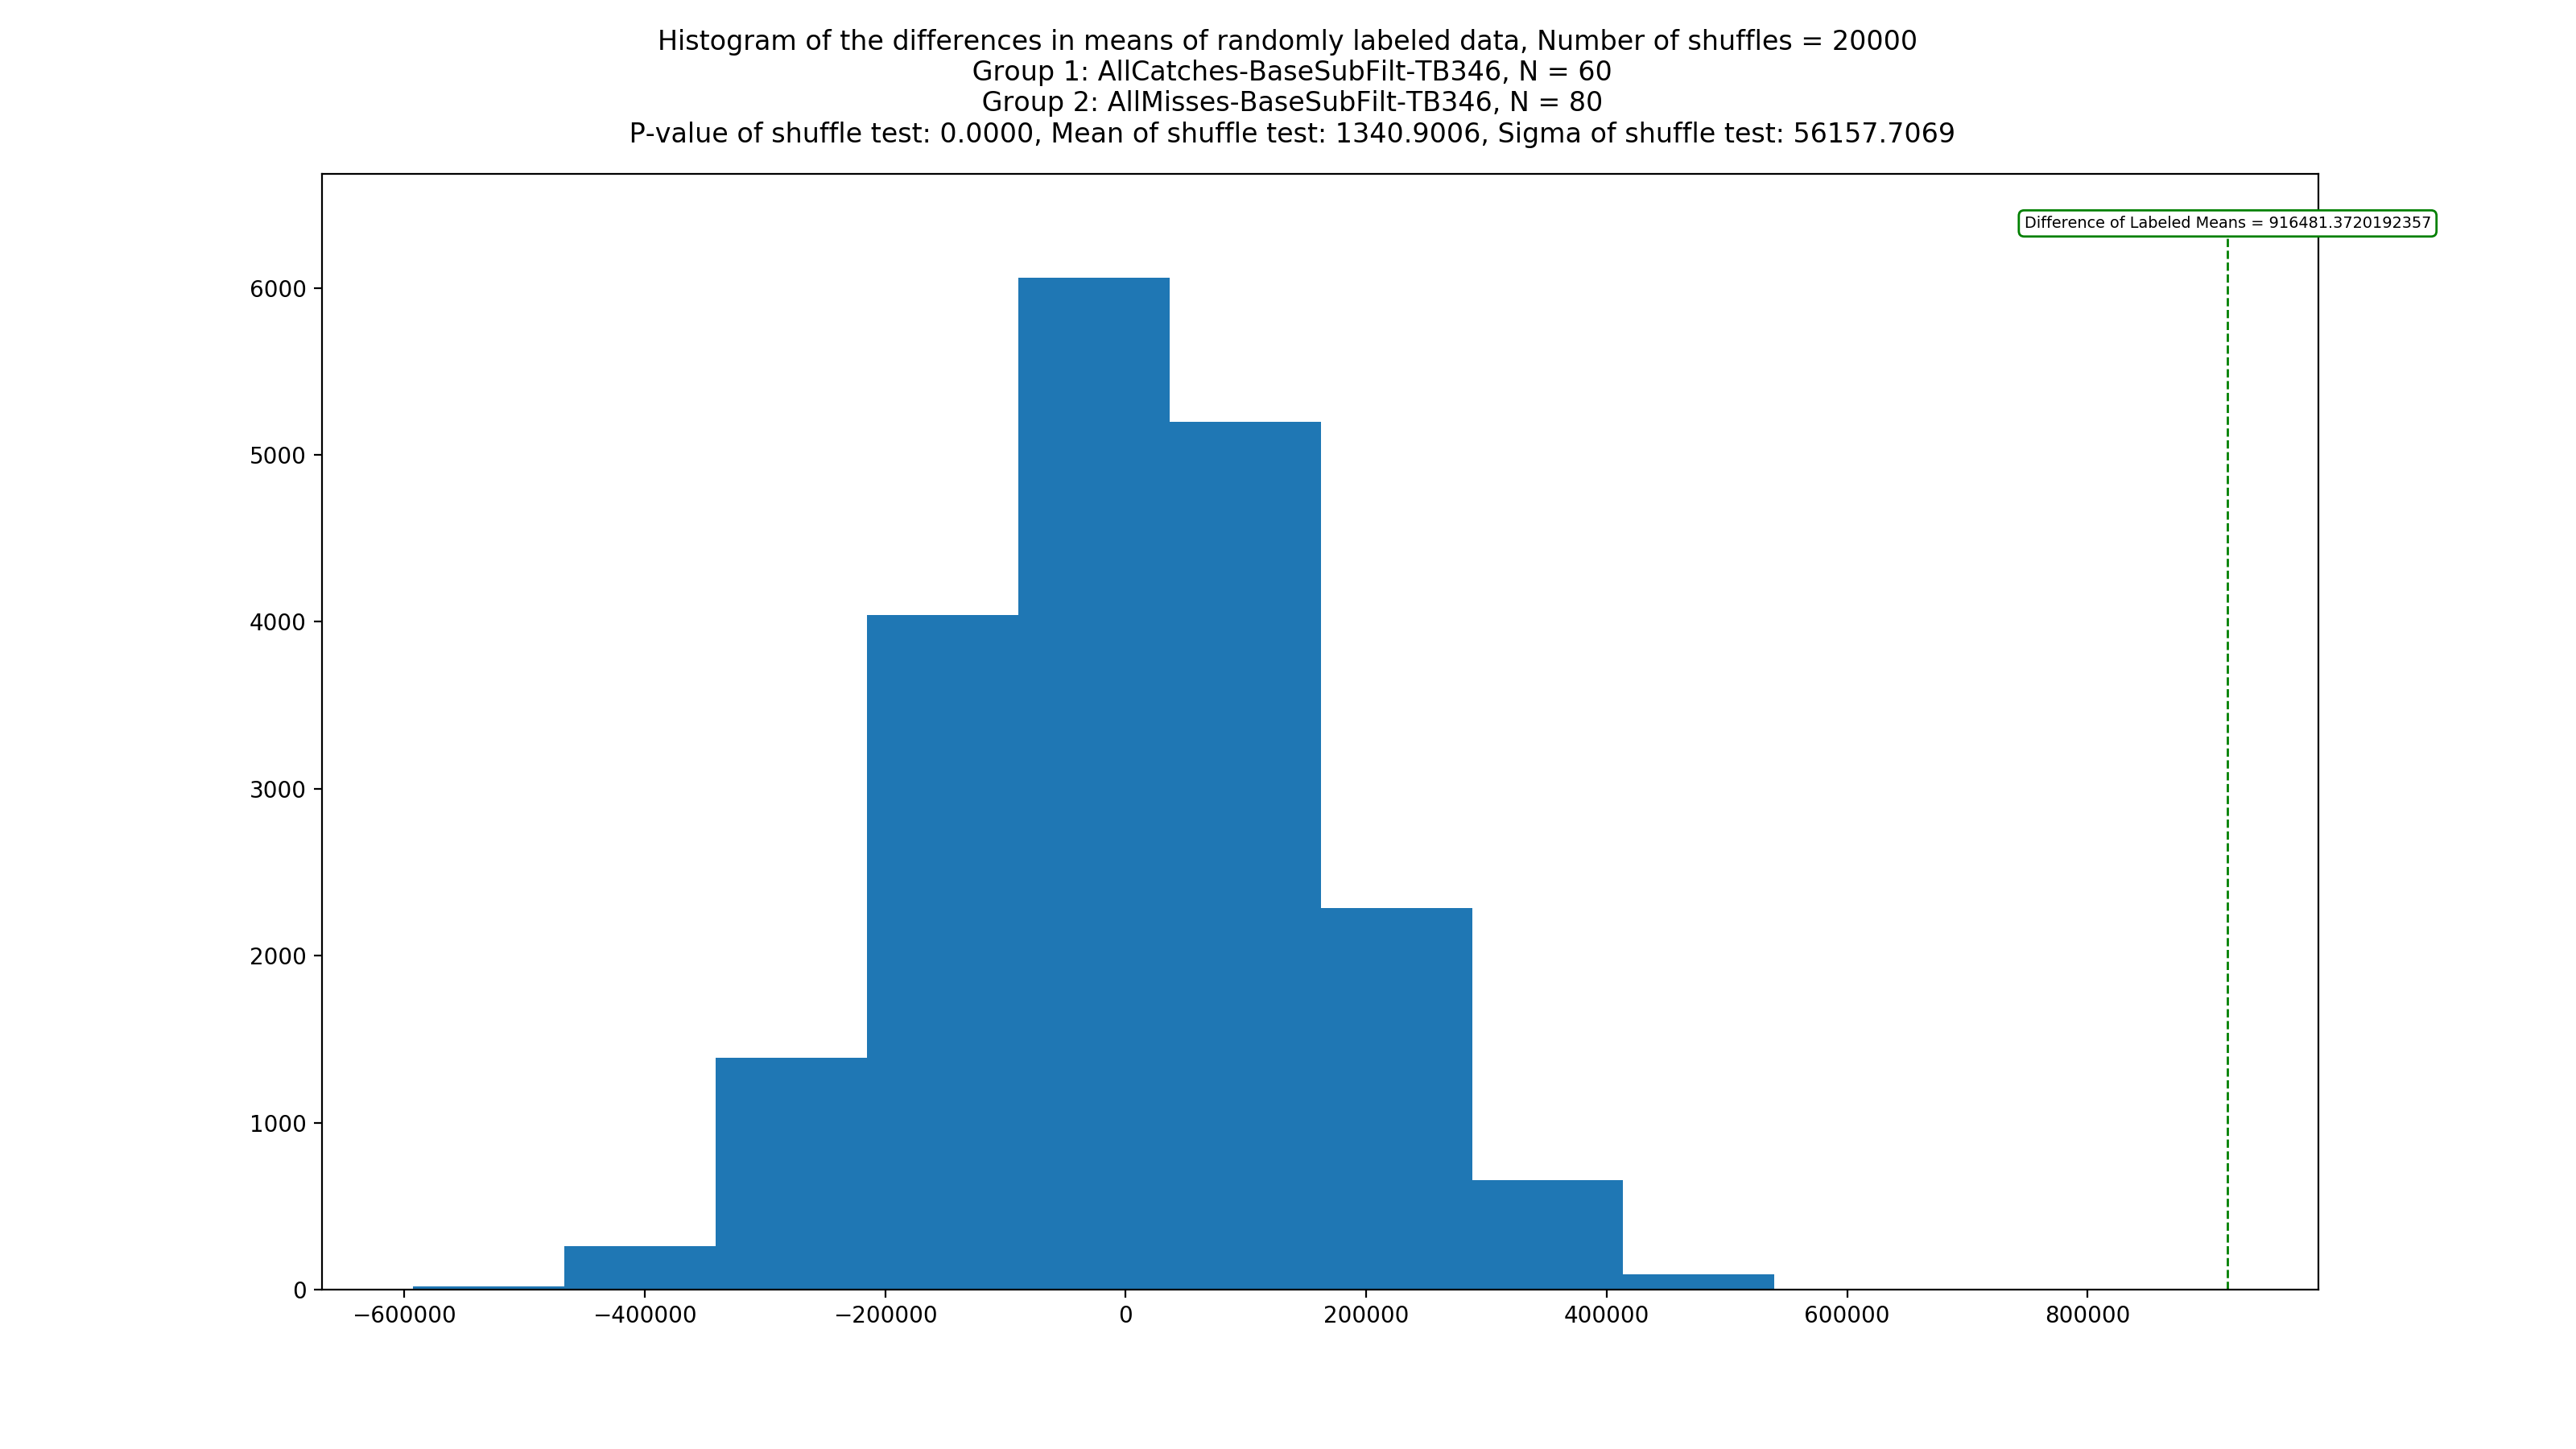 Histogram of the differences in means of randomly labeled data, Number of shuffles = 20000
Group 1: AllCatches-BaseSubFilt-TB346, N = 60
Group 2: AllMisses-BaseSubFilt-TB346, N = 80
P-value of shuffle test: 0.0000, Mean of shuffle test: 1340.9006, Sigma of shuffle test: 56157.7069
Difference of Labeled Means = 916481.3720192357
6000
5000
4000
3000
2000
1000
0
−600000 −400000 −200000 0 200000 400000 600000 800000